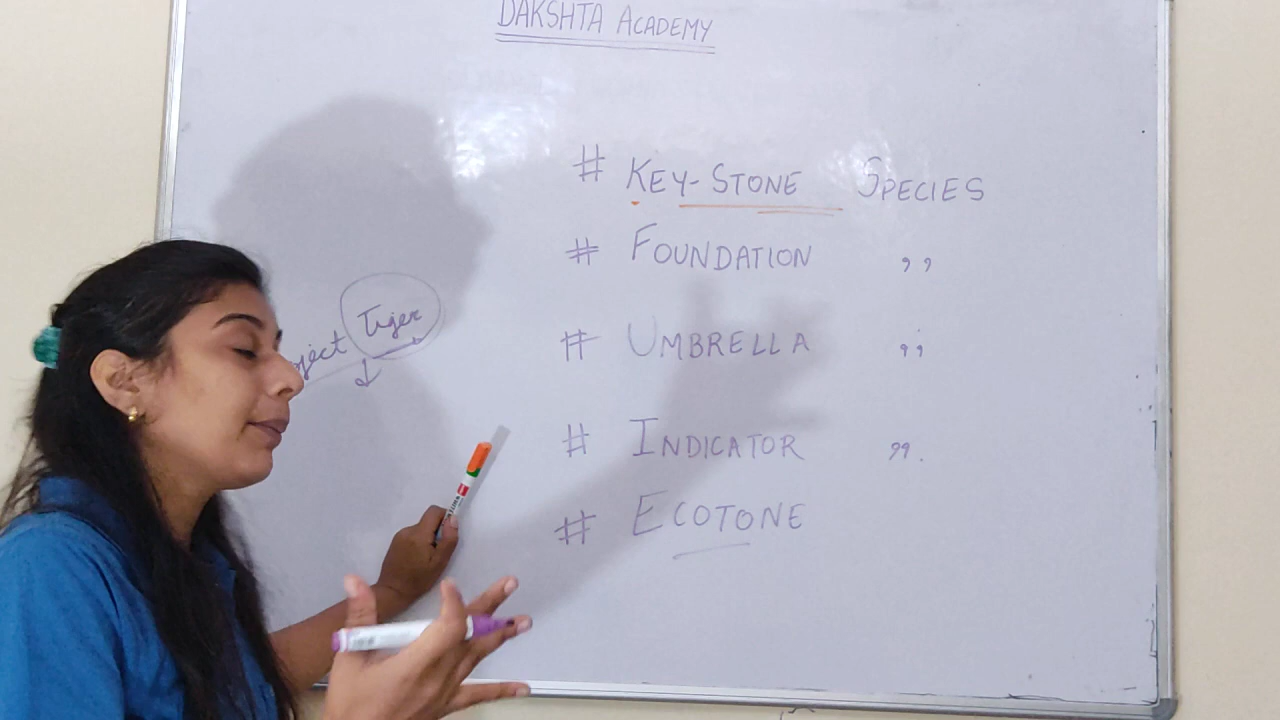 DAKSHTA ACADEMY
# KEY-STONE SPECIES
# FOUNDATION ,,
# UMBRELLA ,,
Tiger
# INDICATOR ,,.
# ECOTONE